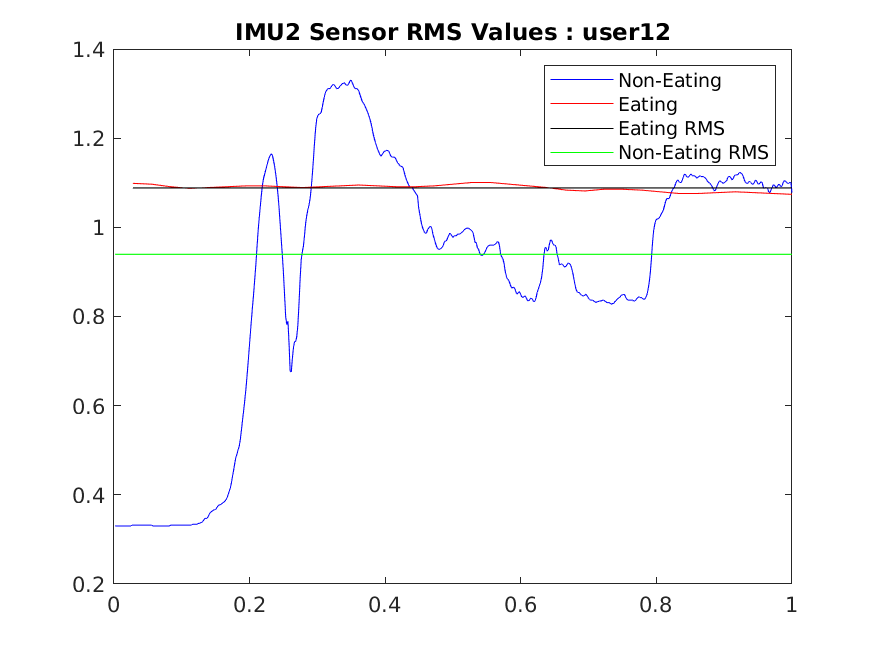 IMU2 Sensor RMS Values : user12
1.4
1.2
1
0.8
0.6
0.4
0.2
0 0.2 0.4 0.6 0.8 1
Non-Eating
Eating
Eating RMS
Non-Eating RMS